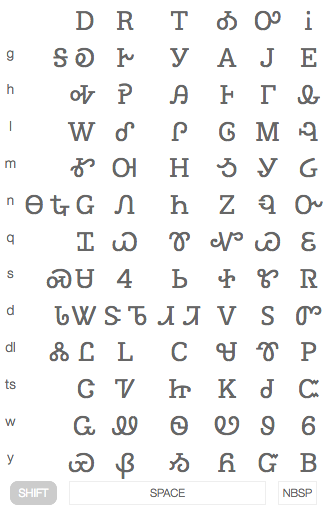 Ꭰ Ꭱ Ꭲ Ꭳ Ꭴ Ꭵ
g Ꭶ Ꭷ Ꭸ Ꭹ Ꭺ Ꭻ Ꭼ
h Ꭽ Ꭾ Ꭿ Ꮀ Ꮁ Ꮂ
l Ꮃ Ꮄ Ꮅ Ꮆ Ꮇ Ꮈ
m Ꮉ Ꮊ Ꮋ Ꮌ Ꮍ Ᏽ
n Ꮎ Ꮏ Ꮐ Ꮑ Ꮒ Ꮓ Ꮔ Ꮕ
q Ꮖ Ꮗ Ꮘ Ꮙ Ꮚ Ꮛ
s Ꮝ Ꮜ Ꮞ Ꮟ Ꮠ Ꮡ Ꮢ
d Ꮣ Ꮤ Ꮥ Ꮦ Ꮧ Ꮨ Ꮩ Ꮪ Ꮫ
dl Ꮬ Ꮭ Ꮮ Ꮯ Ꮰ Ꮱ Ꮲ
ts Ꮳ Ꮴ Ꮵ Ꮶ Ꮷ Ꮸ
w Ꮹ Ꮺ Ꮻ Ꮼ Ꮽ Ꮾ
y Ꮿ Ᏸ Ᏹ Ᏺ Ᏻ Ᏼ
SHIFT SPACE NBSP